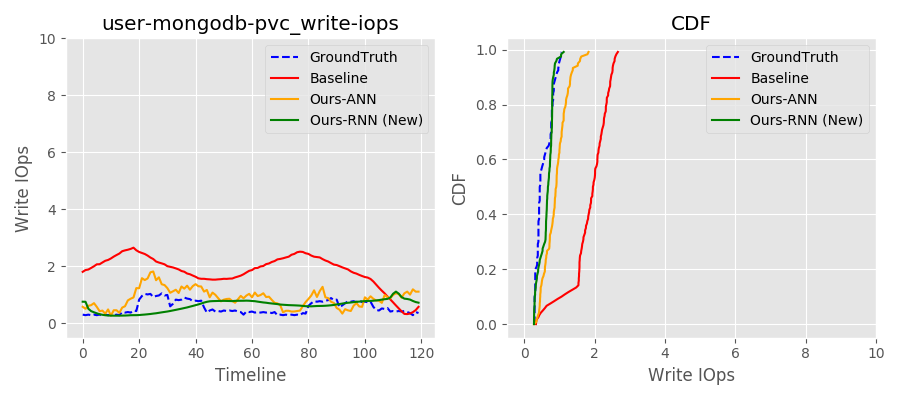 user-mongodb-pvc_write-iops
Write IOps
10
8
6
4
2
0
0 20 40 60 80 100 120
Timeline
GroundTruth
Baseline
Ours-ANN
Ours-RNN (New)
CDF
CDF
1.0
0.8
0.6
0.4
0.2
0.0
0 2 4 6 8 10
Write IOps
GroundTruth
Baseline
Ours-ANN
Ours-RNN (New)